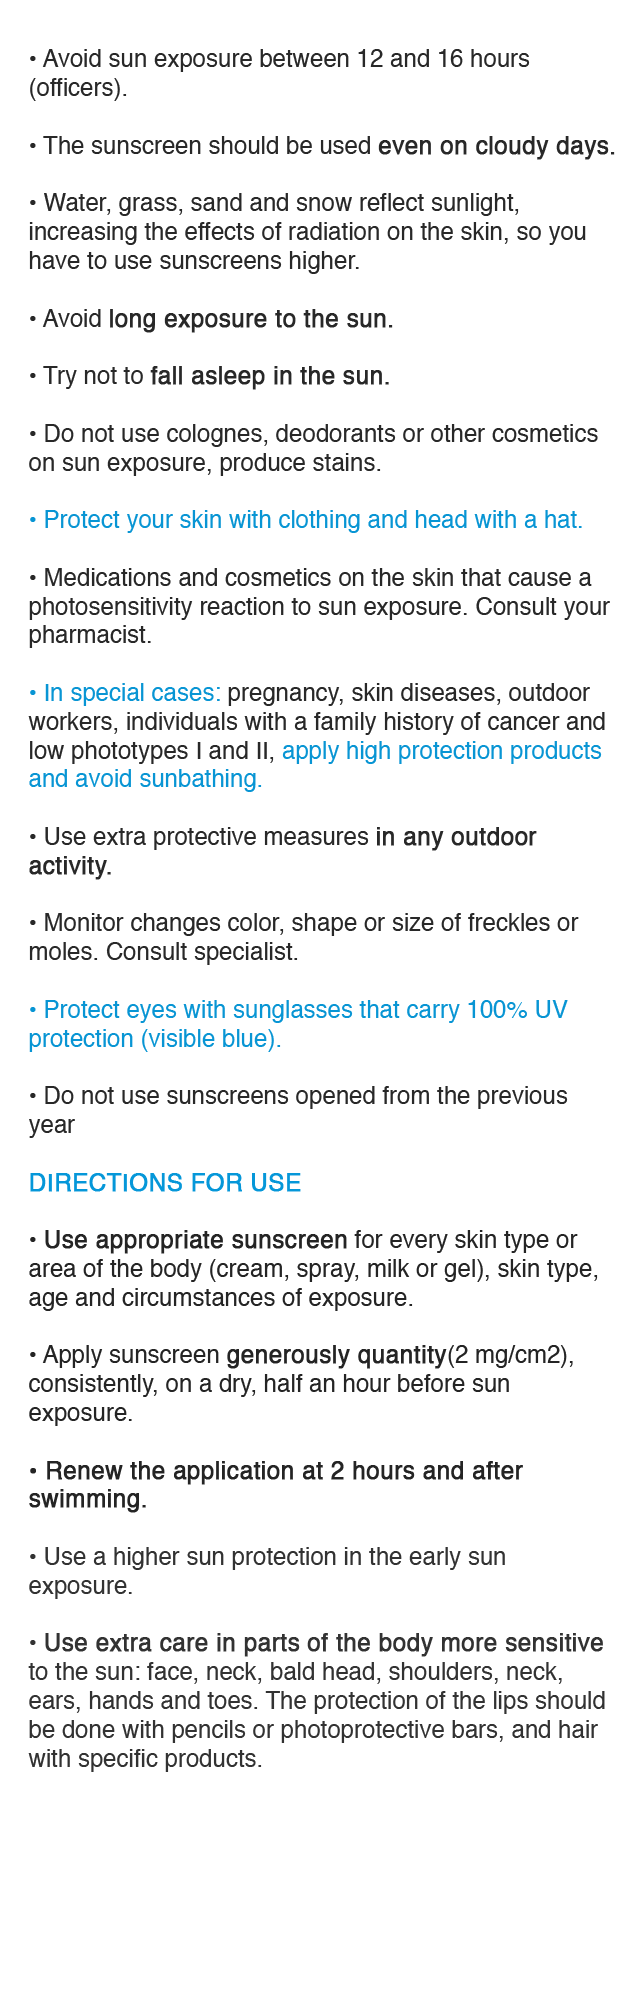 • Avoid sun exposure between 12 and 16 hours
(officers).
• The sunscreen should be used even on cloudy days.
• Water, grass, sand and snow reflect sunlight,
increasing the effects of radiation on the skin, so you
have to use sunscreens higher.
• Avoid long exposure to the sun.
• Try not to fall asleep in the sun.
• Do not use colognes, deodorants or other cosmetics
on sun exposure, produce stains.
• Protect your skin with clothing and head with a hat.
• Medications and cosmetics on the skin that cause a
photosensitivity reaction to sun exposure. Consult your
pharmacist.
• In special cases: pregnancy, skin diseases, outdoor
workers, individuals with a family history of cancer and
low phototypes I and II, apply high protection products
and avoid sunbathing.
• Use extra protective measures in any outdoor
activity.
• Monitor changes color, shape or size of freckles or
moles. Consult specialist.
• Protect eyes with sunglasses that carry 100% UV
protection (visible blue).
• Do not use sunscreens opened from the previous
year
DIRECTIONS FOR USE
• Use appropriate sunscreen for every skin type or
area of the body (cream, spray, milk or gel), skin type,
age and circumstances of exposure.
• Apply sunscreen generously quantity(2 mg/cm2),
consistently, on a dry, half an hour before sun
exposure.
• Renew the application at 2 hours and after
swimming.
• Use a higher sun protection in the early sun
exposure.
• Use extra care in parts of the body more sensitive
to the sun: face, neck, bald head, shoulders, neck,
ears, hands and toes. The protection of the lips should
be done with pencils or photoprotective bars, and hair
with specific products.